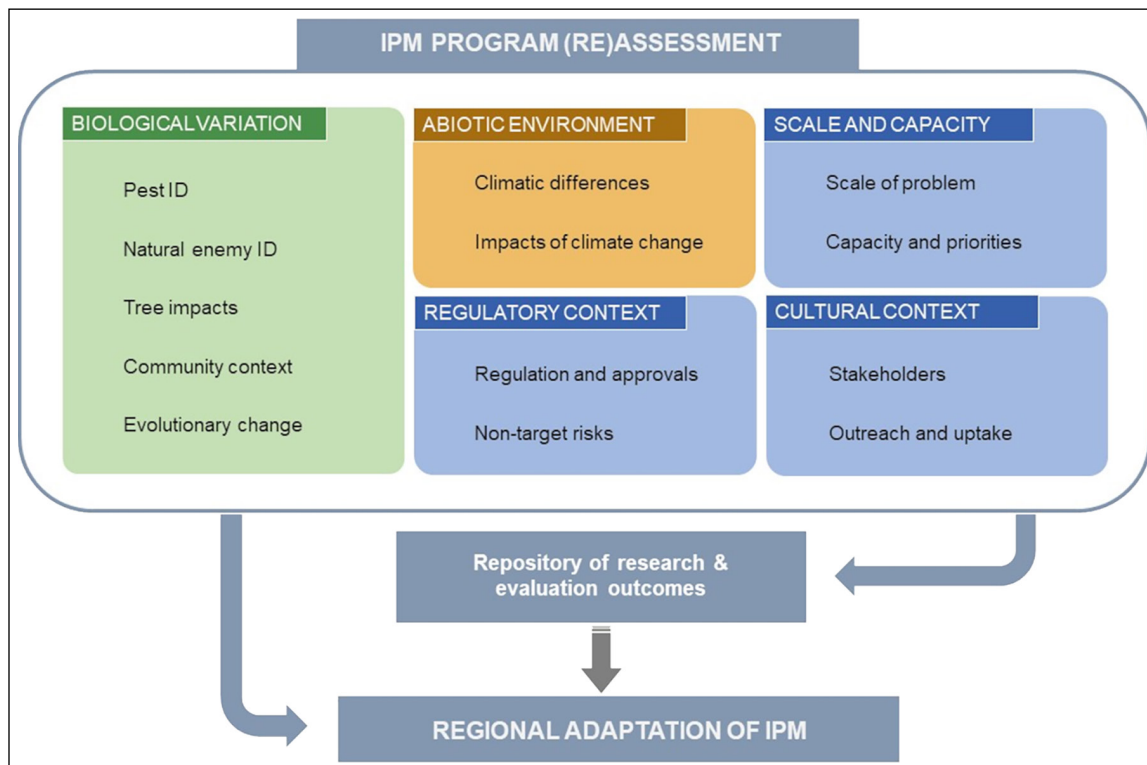 IPM PROGRAM (RE)ASSESSMENT
BIOLOGICAL VARIATION
Pest ID
Natural enemy ID
Tree impacts
Community context
Evolutionary change
ABIOTIC ENVIRONMENT
Climatic differences
Impacts of climate change
SCALE AND CAPACITY
Scale of problem
Capacity and priorities
REGULATORY CONTEXT
Regulation and approvals
Non-target risks
CULTURAL CONTEXT
Stakeholders
Outreach and uptake
Repository of research &
evaluation outcomes
REGIONAL ADAPTATION OF IPM